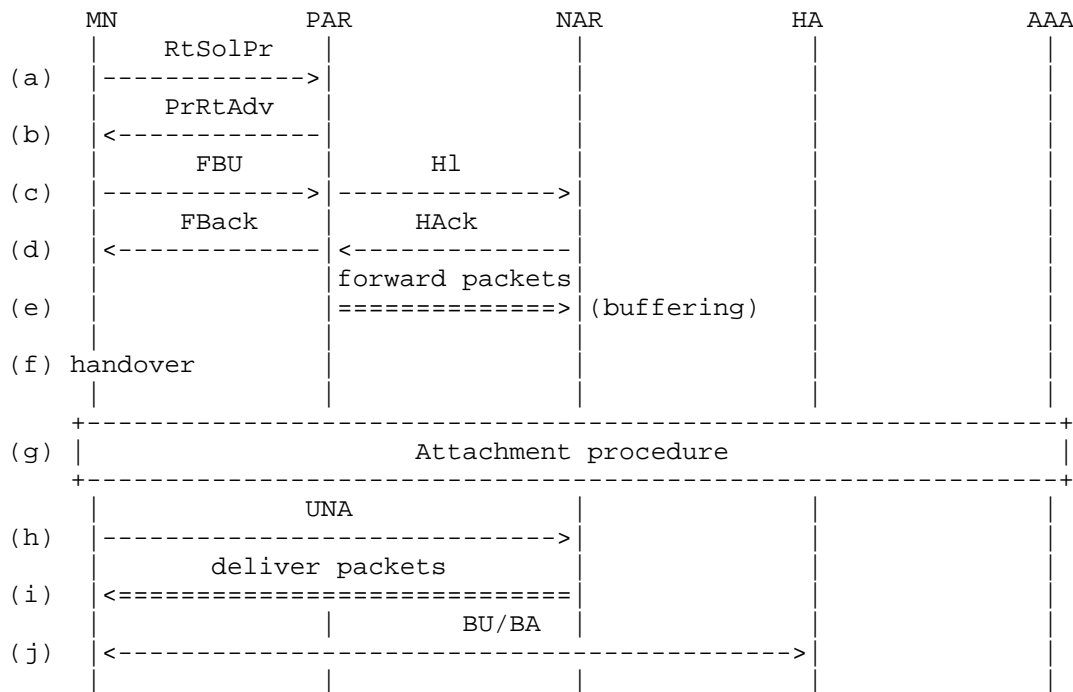 MN PAR NAR HA AAA
RtSolPr
(a)
PrRtAdv
(b)
FBU Hl
(c)
FBack HAck
(d)
forward packets
(e) (buffering)
(f) handover
(g) Attachment procedure
UNA
(h)
deliver packets
(i)
BU/BA
(j)